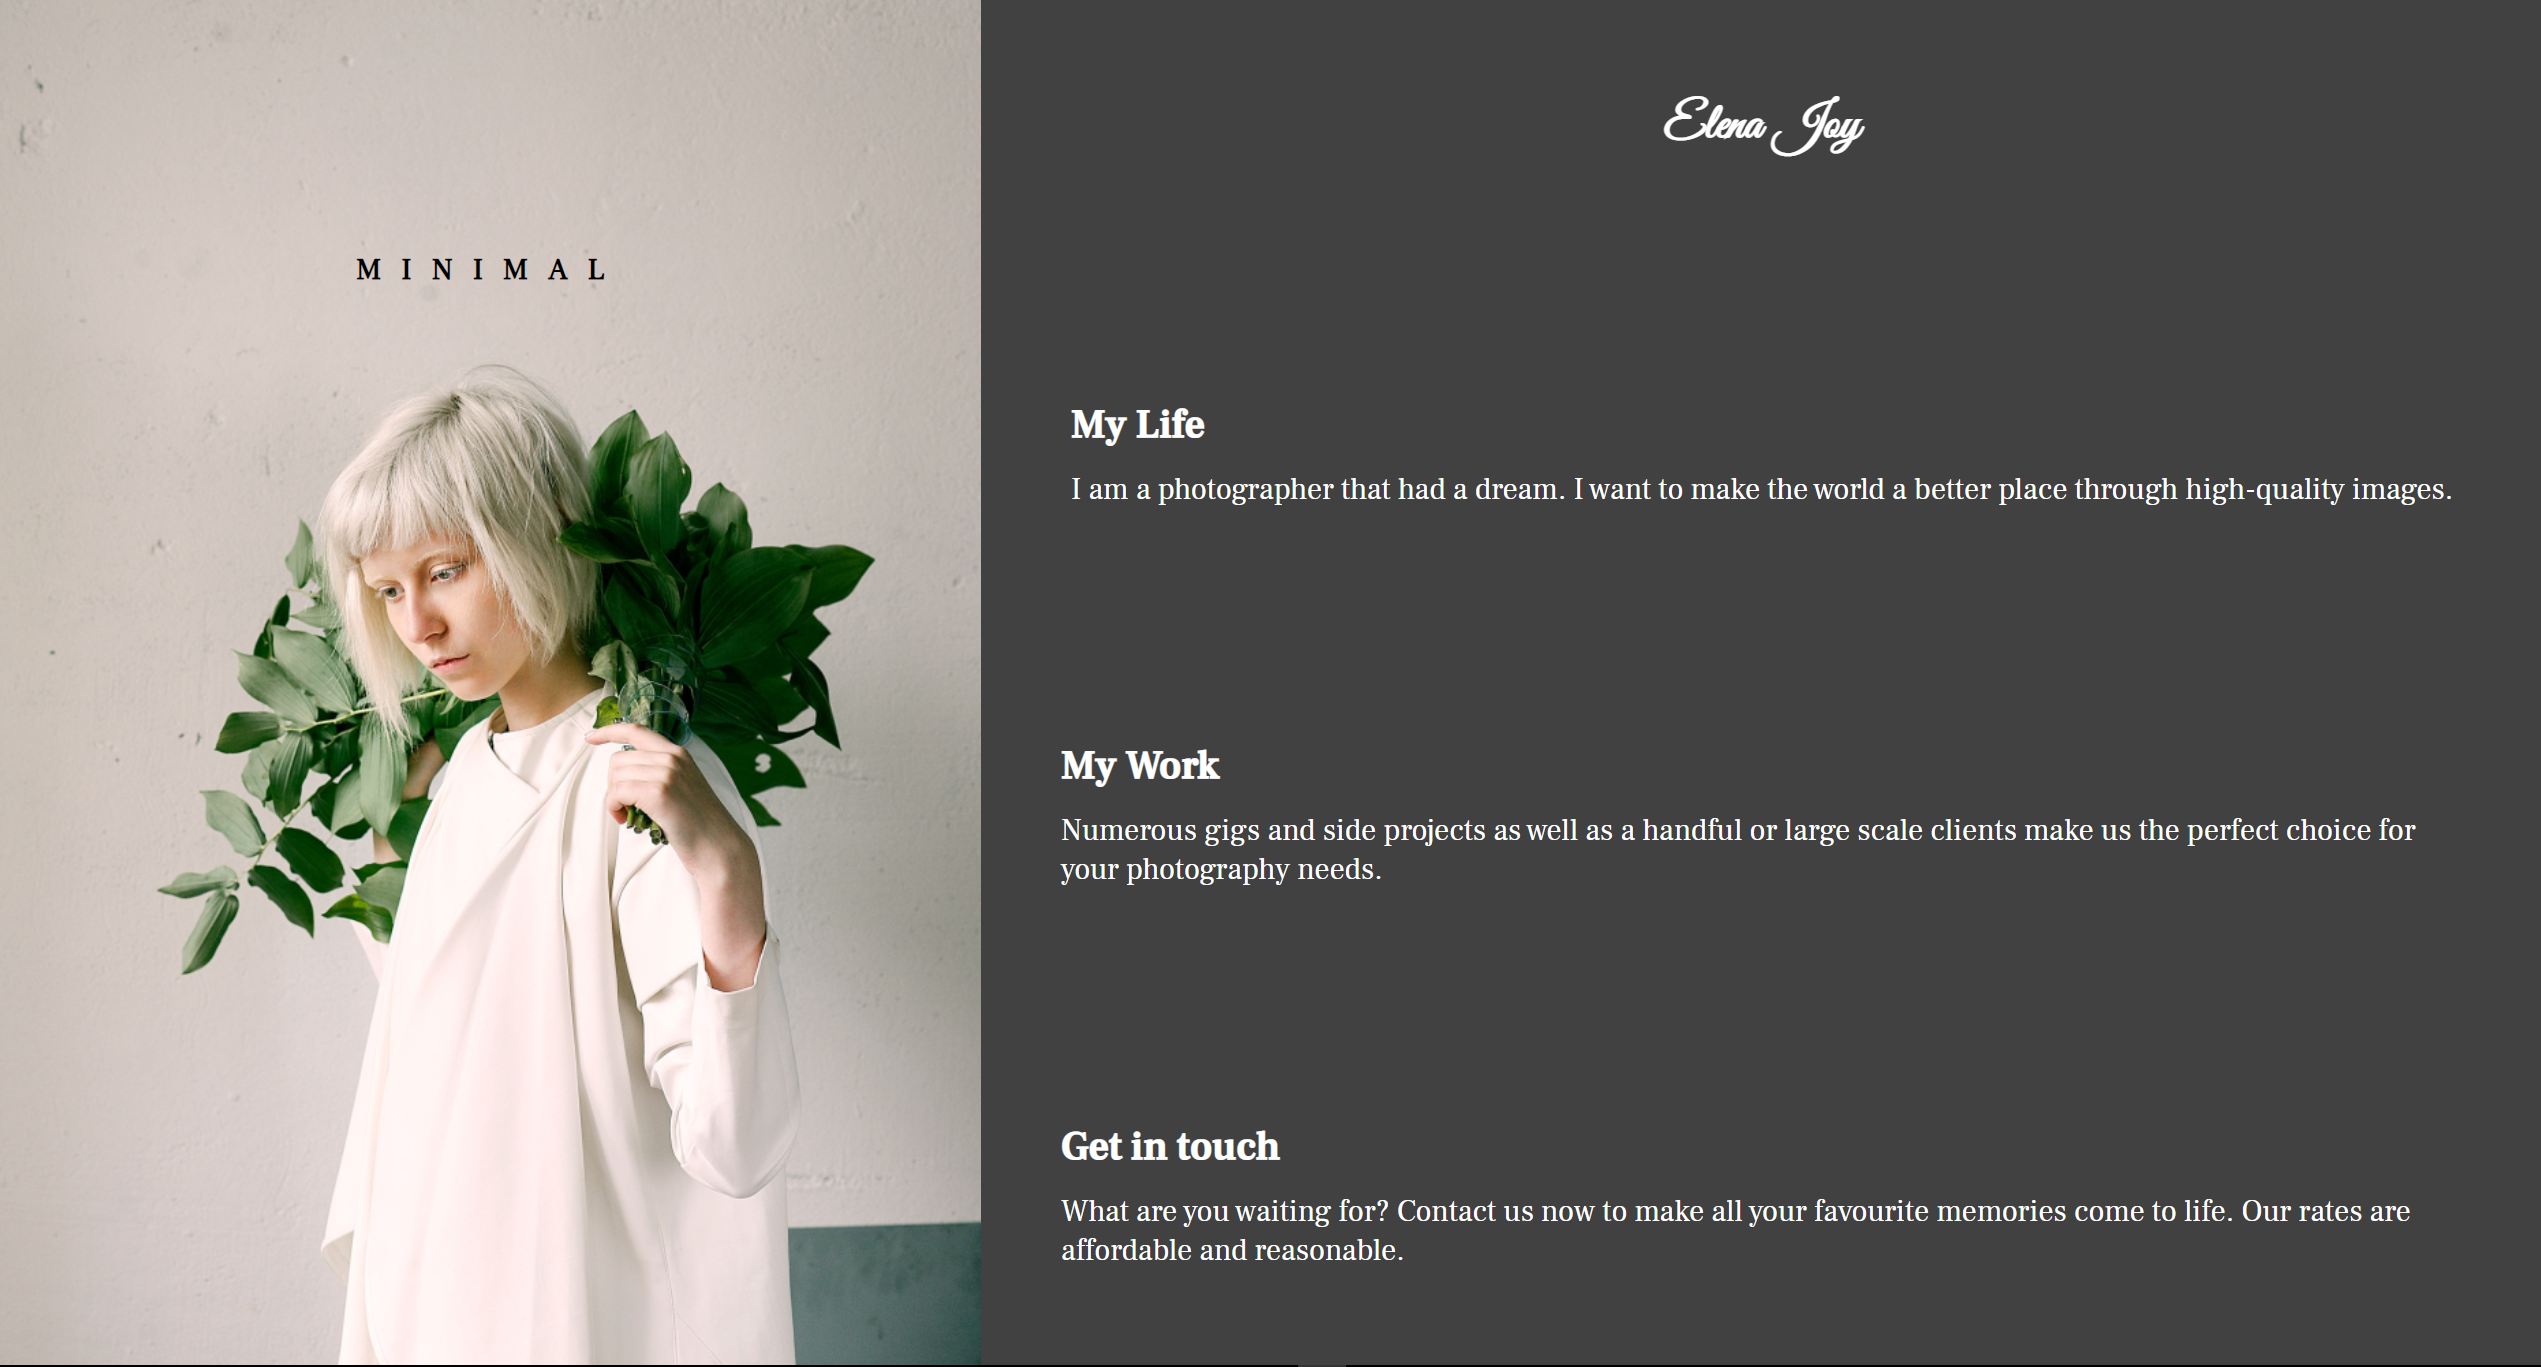 MINIMAL
Elena Joy
My Life
I am a photographer that had a dream. I want to make the world a better place through high-quality images.
My Work
Numerous gigs and side projects as well as a handful or large scale clients make us the perfect choice for
your photography needs.
Get in touch
What are you waiting for? Contact us now to make all your favourite memories come to life. Our rates are
affordable and reasonable.